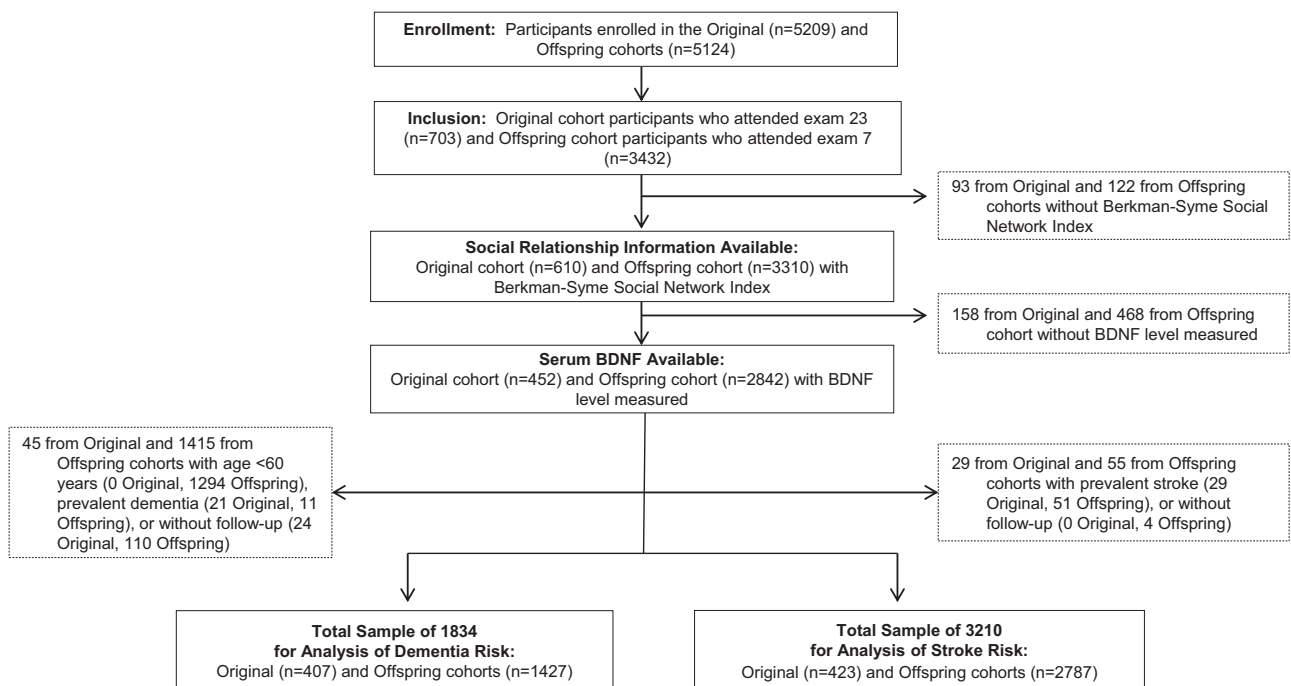 Enrollment: Participants enrolled in the Original (n=5209) and
Offspring cohorts (n=5124)
Inclusion: Original cohort participants who attended exam 23
(n=703) and Offspring cohort participants who attended exam 7
(n=3432)
93 from Original and 122 from Offspring
cohorts without Berkman-Syme Social
Network Index
Social Relationship Information Available:
Original cohort (n=610) and Offspring cohort (n=3310) with
Berkman-Syme Social Network Index
158 from Original and 468 from Offspring
cohort without BDNF level measured
Serum BDNF Available:
Original cohort (n=452) and Offspring cohort (n=2842) with BDNF
level measured
45 from Original and 1415 from
Offspring cohorts with age <60
years (0 Original, 1294 Offspring),
prevalent dementia (21 Original, 11
Offspring), or without follow-up (24
Original, 110 Offspring)
29 from Original and 55 from Offspring
cohorts with prevalent stroke (29
Original, 51 Offspring), or without
follow-up (0 Original, 4 Offspring)
Total Sample of 1834
for Analysis of Dementia Risk:
Original (n=407) and Offspring cohorts (n=1427)
Total Sample of 3210
for Analysis of Stroke Risk:
Original (n=423) and Offspring cohorts (n=2787)